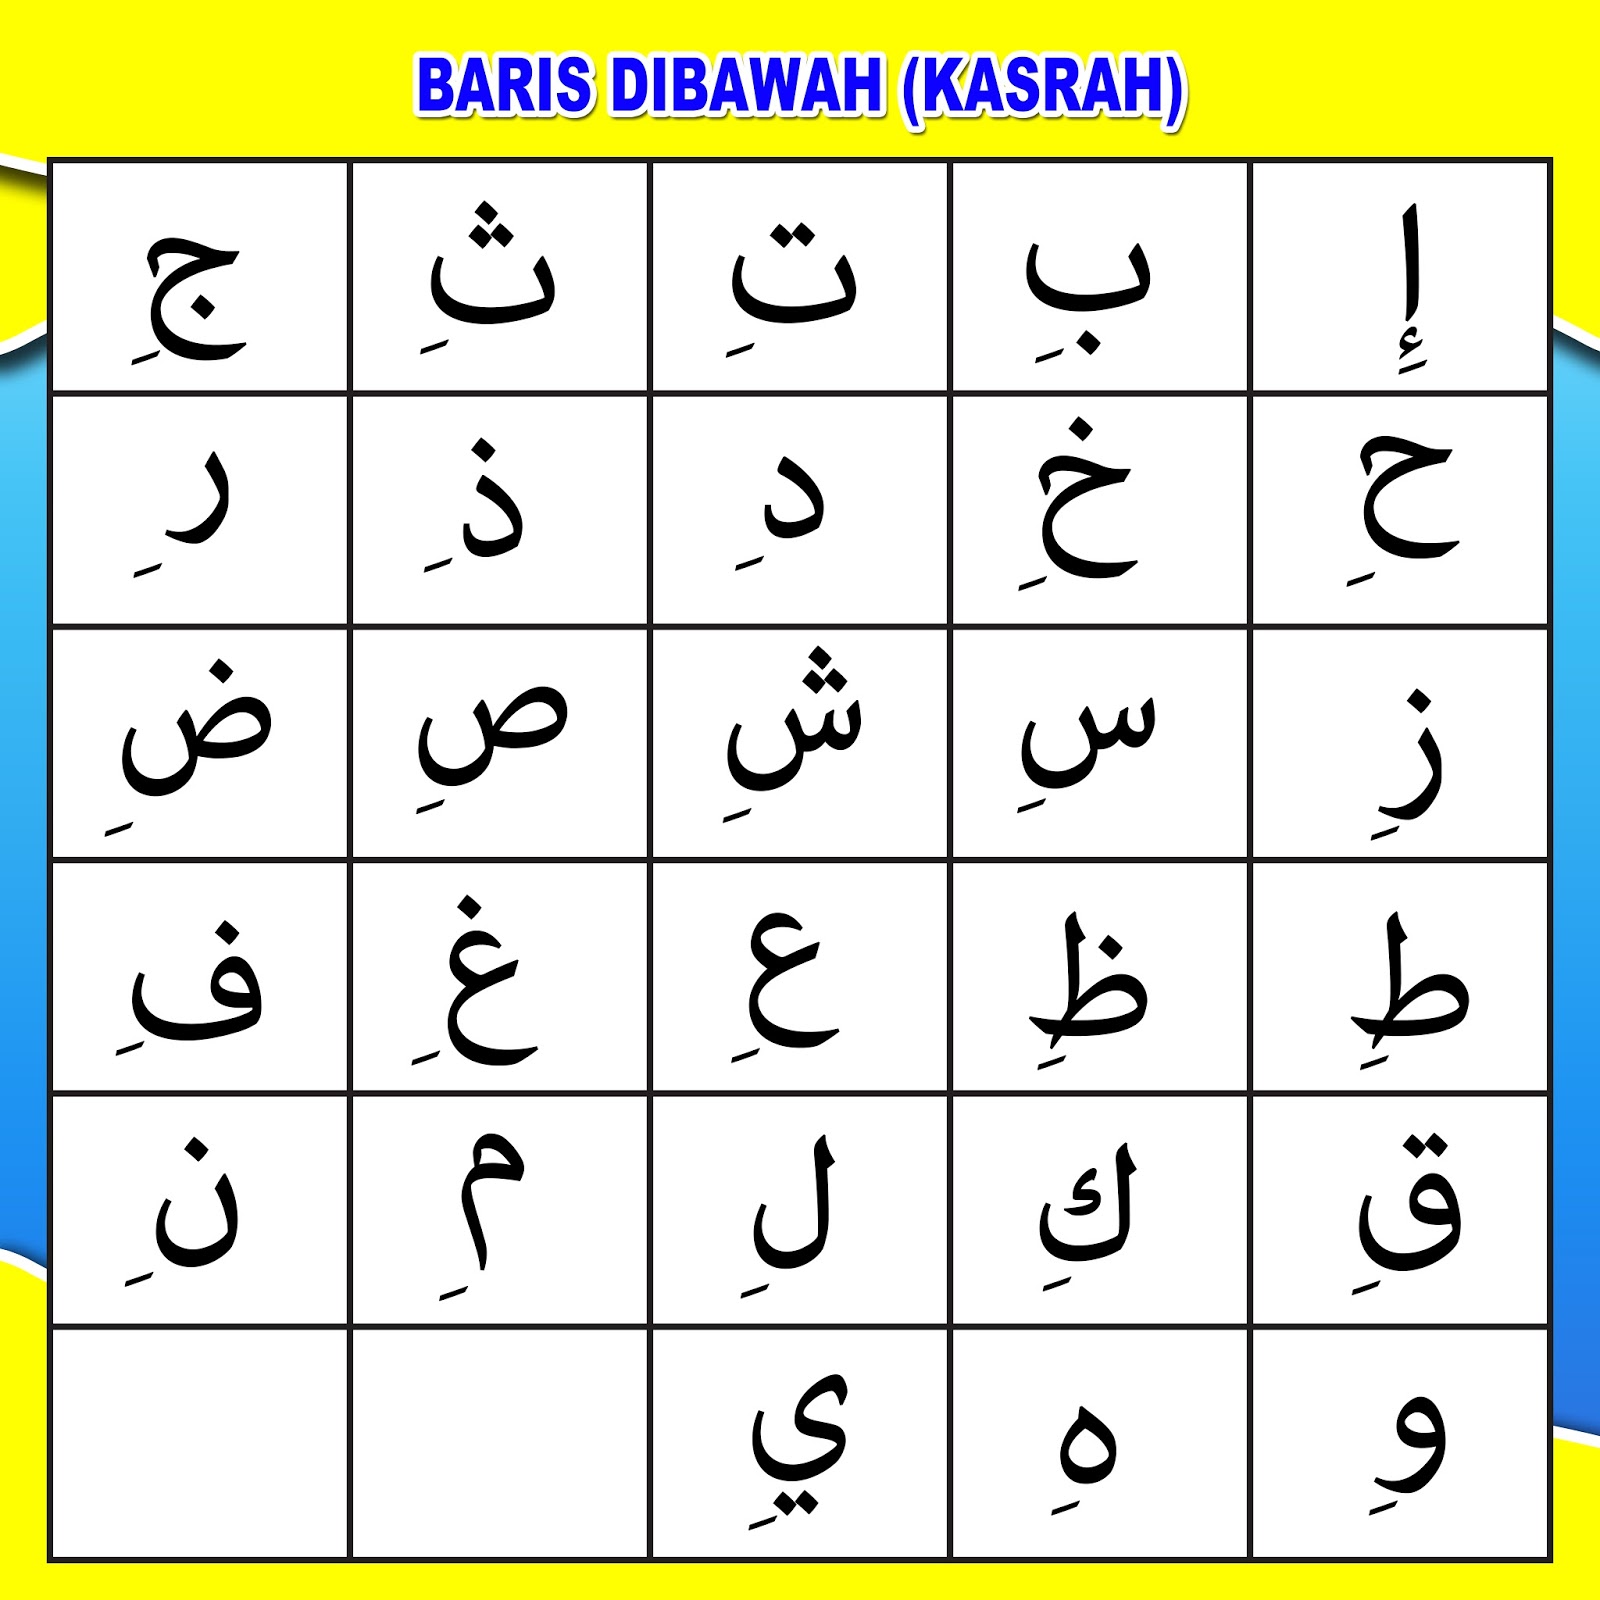 BARIS DIBAWAH (KASRAH)
إِ بِ تِ ثِ جِ
حِ خِ دِ ذِ رِ
زِ سِ شِ صِ ضِ
طِ ظِ عِ غِ فِ
قِ كِ لِ مِ نِ
وِ هِ يِ